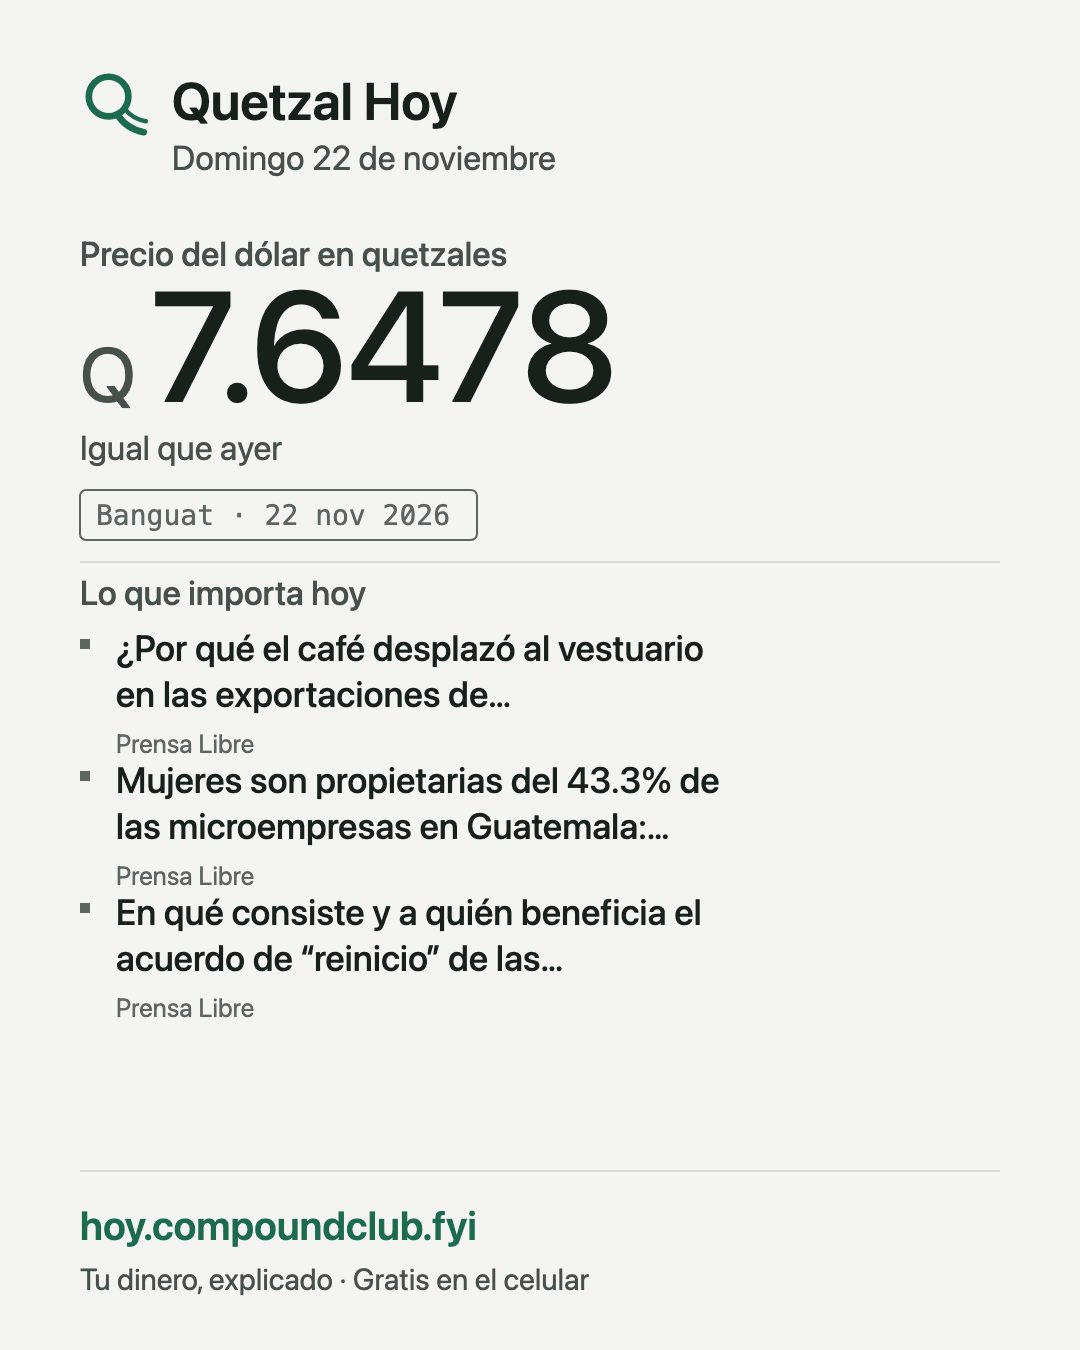 Quetzal Hoy
Domingo 22 de noviembre
Precio del dólar en quetzales
Q 7.6478
Igual que ayer
Banguat · 22 nov 2026
Lo que importa hoy
¿Por qué el café desplazó al vestuario
en las exportaciones de…
Prensa Libre
Mujeres son propietarias del 43.3% de
las microempresas en Guatemala:…
Prensa Libre
En qué consiste y a quién beneficia el
acuerdo de “reinicio” de las…
Prensa Libre
hoy.compoundclub.fyi
Tu dinero, explicado · Gratis en el celular